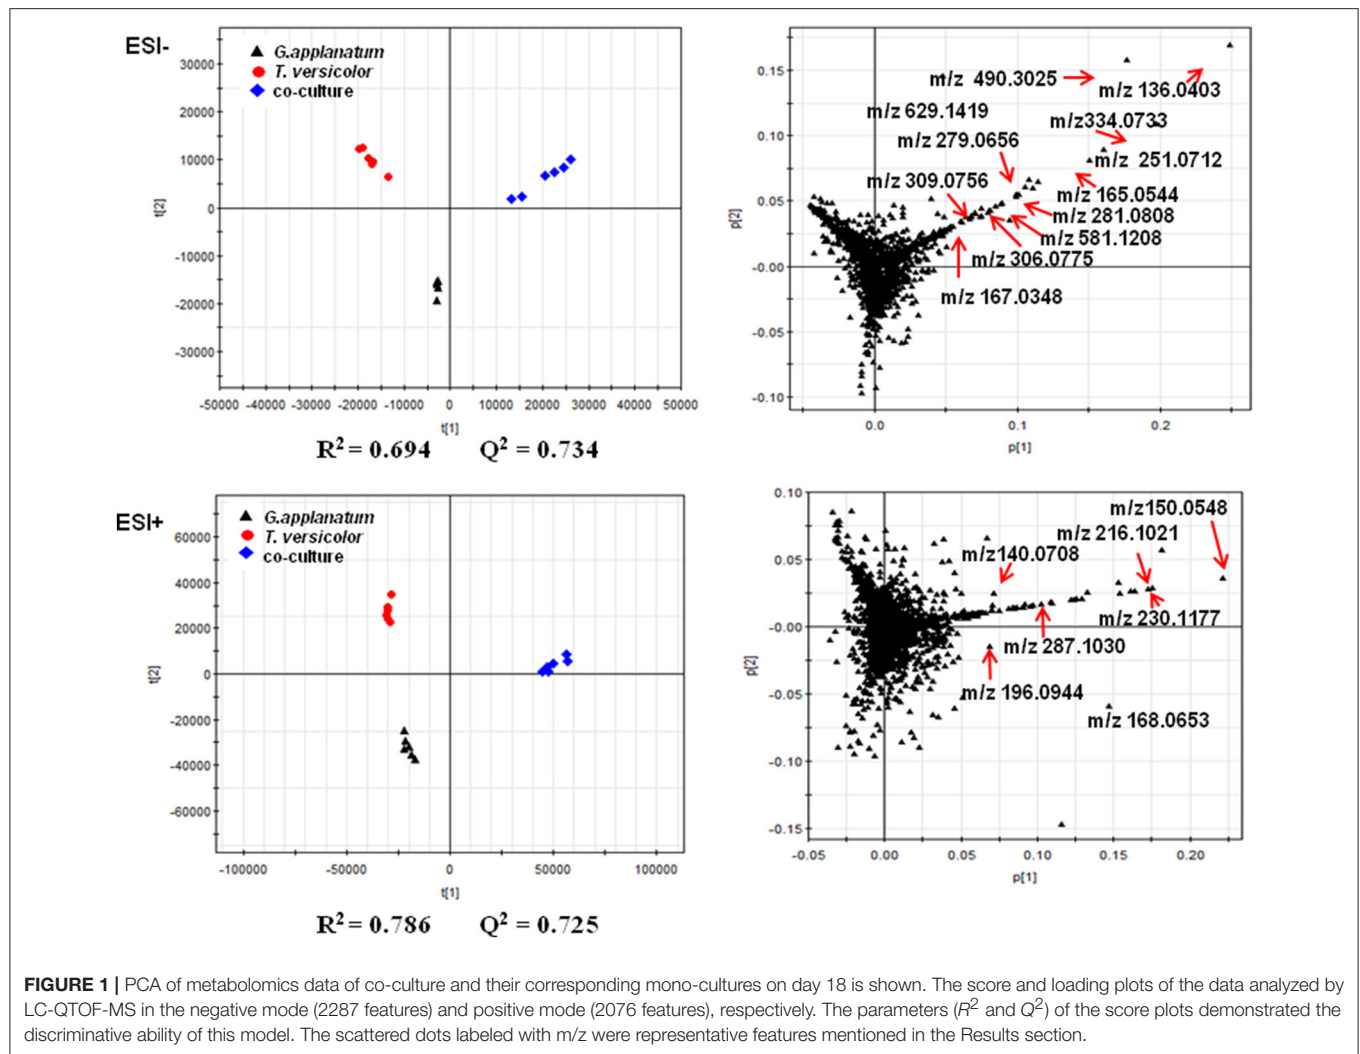 ESI-
G.applanatum
T. versicolor
co-culture
30000
20000
10000
0
-10000
-20000
-30000
t[2]
-50000 -40000 -30000 -20000 -10000 0 10000 20000 30000 40000 50000
t[1]
R² = 0.694 Q² = 0.734
0.15
0.10
0.05
-0.00
-0.05
-0.10
p[2]
m/z 490.3025
m/z 136.0403
m/z 629.1419
m/z334.0733
m/z 279.0656
m/z 251.0712
m/z 309.0756
m/z 165.0544
m/z 281.0808
m/z 581.1208
m/z 306.0775
m/z 167.0348
0.0 0.1 0.2
p[1]
ESI+
G.applanatum
T. versicolor
co-culture
60000
40000
20000
0
-20000
-40000
-60000
t[2]
-100000 -50000 0 50000 100000
t[1]
R² = 0.786 Q² = 0.725
0.10
0.05
-0.00
-0.05
-0.10
-0.15
p[2]
m/z150.0548
m/z 216.1021
m/z140.0708
m/z 230.1177
m/z 287.1030
m/z 196.0944
m/z 168.0653
-0.05 0.00 0.05 0.10 0.15 0.20
p[1]
FIGURE 1 | PCA of metabolomics data of co-culture and their corresponding mono-cultures on day 18 is shown. The score and loading plots of the data analyzed by
LC-QTOF-MS in the negative mode (2287 features) and positive mode (2076 features), respectively. The parameters (R² and Q²) of the score plots demonstrated the
discriminative ability of this model. The scattered dots labeled with m/z were representative features mentioned in the Results section.